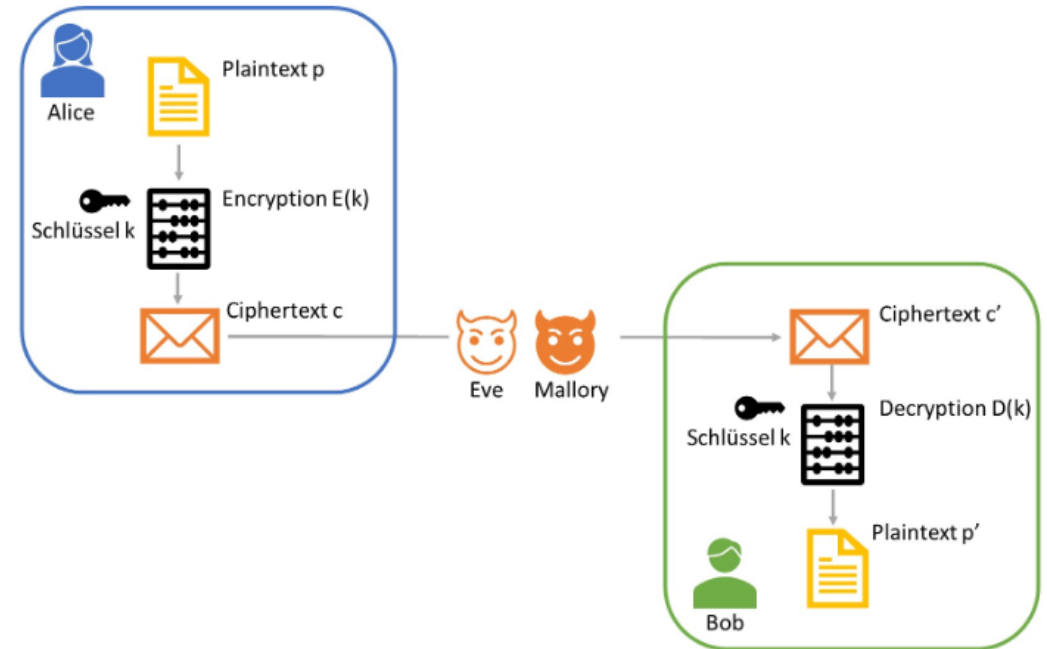 Plaintext p
Alice
Encryption E(k)
Schlüssel k
Ciphertext c
Eve
Mallory
Ciphertext c’
Decryption D(k)
Schlüssel k
Plaintext p’
Bob